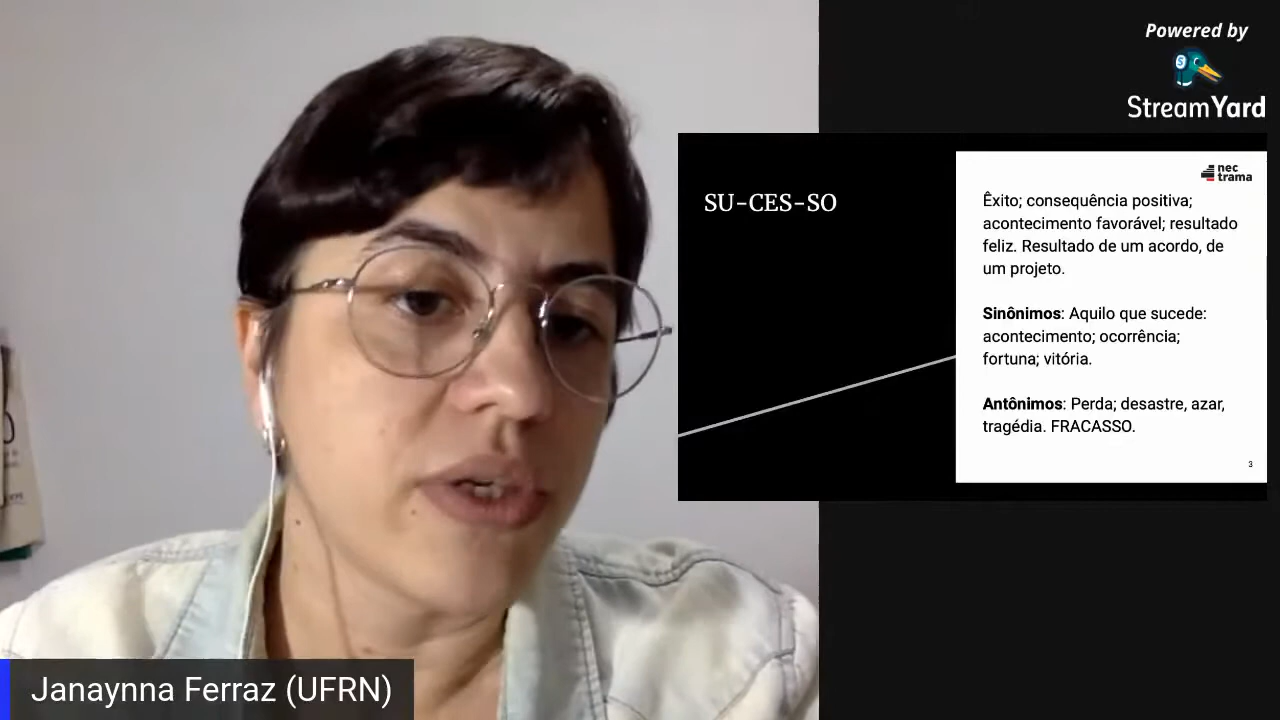 Powered by
StreamYard
SU-CES-SO
nec
trama
Êxito; consequência positiva;
acontecimento favorável; resultado
feliz. Resultado de um acordo, de
um projeto.
Sinônimos: Aquilo que sucede:
acontecimento; ocorrência;
fortuna; vitória.
Antônimos: Perda; desastre, azar,
tragédia. FRACASSO.
3
Janaynna Ferraz (UFRN)